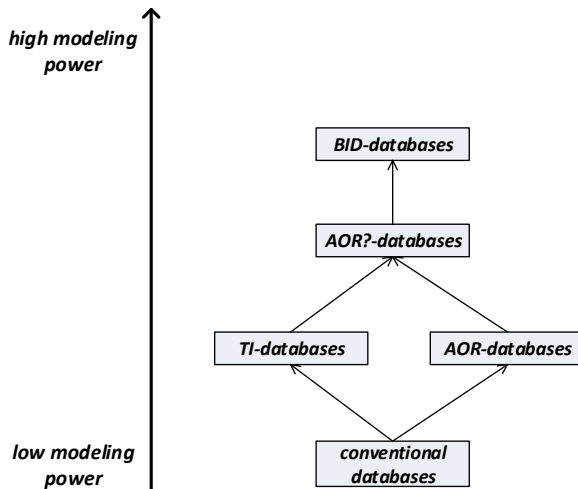 high modeling
power
BID-databases
AOR?-databases
TI-databases
AOR-databases
low modeling
power
conventional
databases